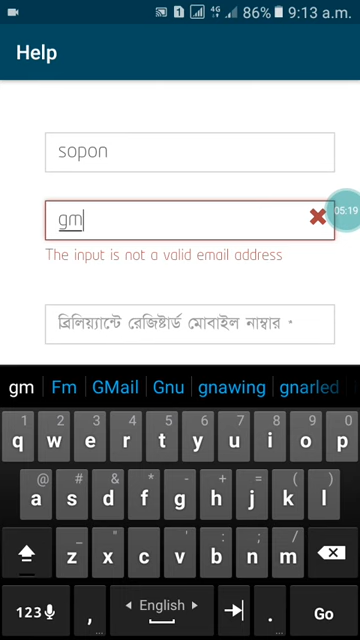 4G 86% 9:13 a.m.
Help
sopon
gm
05:19
The input is not a valid email address
ব্রিলিয়্যান্টে রেজিষ্টার্ড মোবাইল নাম্বার *
gm Fm GMail Gnu gnawing gnarled
1 2 3 4 5 6 7 8 9 0
q w e r t y u i o p
@ # & * - + = ( )
a s d f g h j k l
_ " ' : ; /
z x c v b n m
123 , English . Go